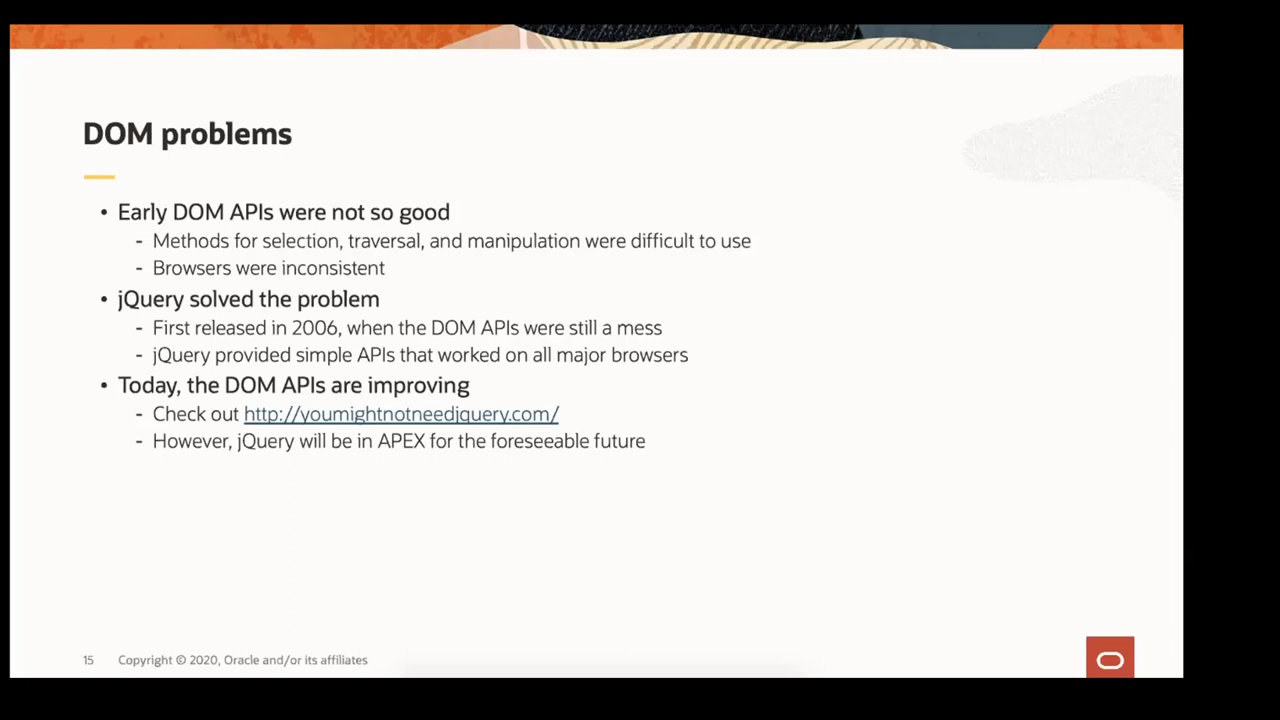 DOM problems
• Early DOM APIs were not so good
- Methods for selection, traversal, and manipulation were difficult to use
- Browsers were inconsistent
• jQuery solved the problem
- First released in 2006, when the DOM APIs were still a mess
- jQuery provided simple APIs that worked on all major browsers
• Today, the DOM APIs are improving
- Check out http://youmightnotneedjquery.com/
- However, jQuery will be in APEX for the foreseeable future
15 Copyright © 2020, Oracle and/or its affiliates